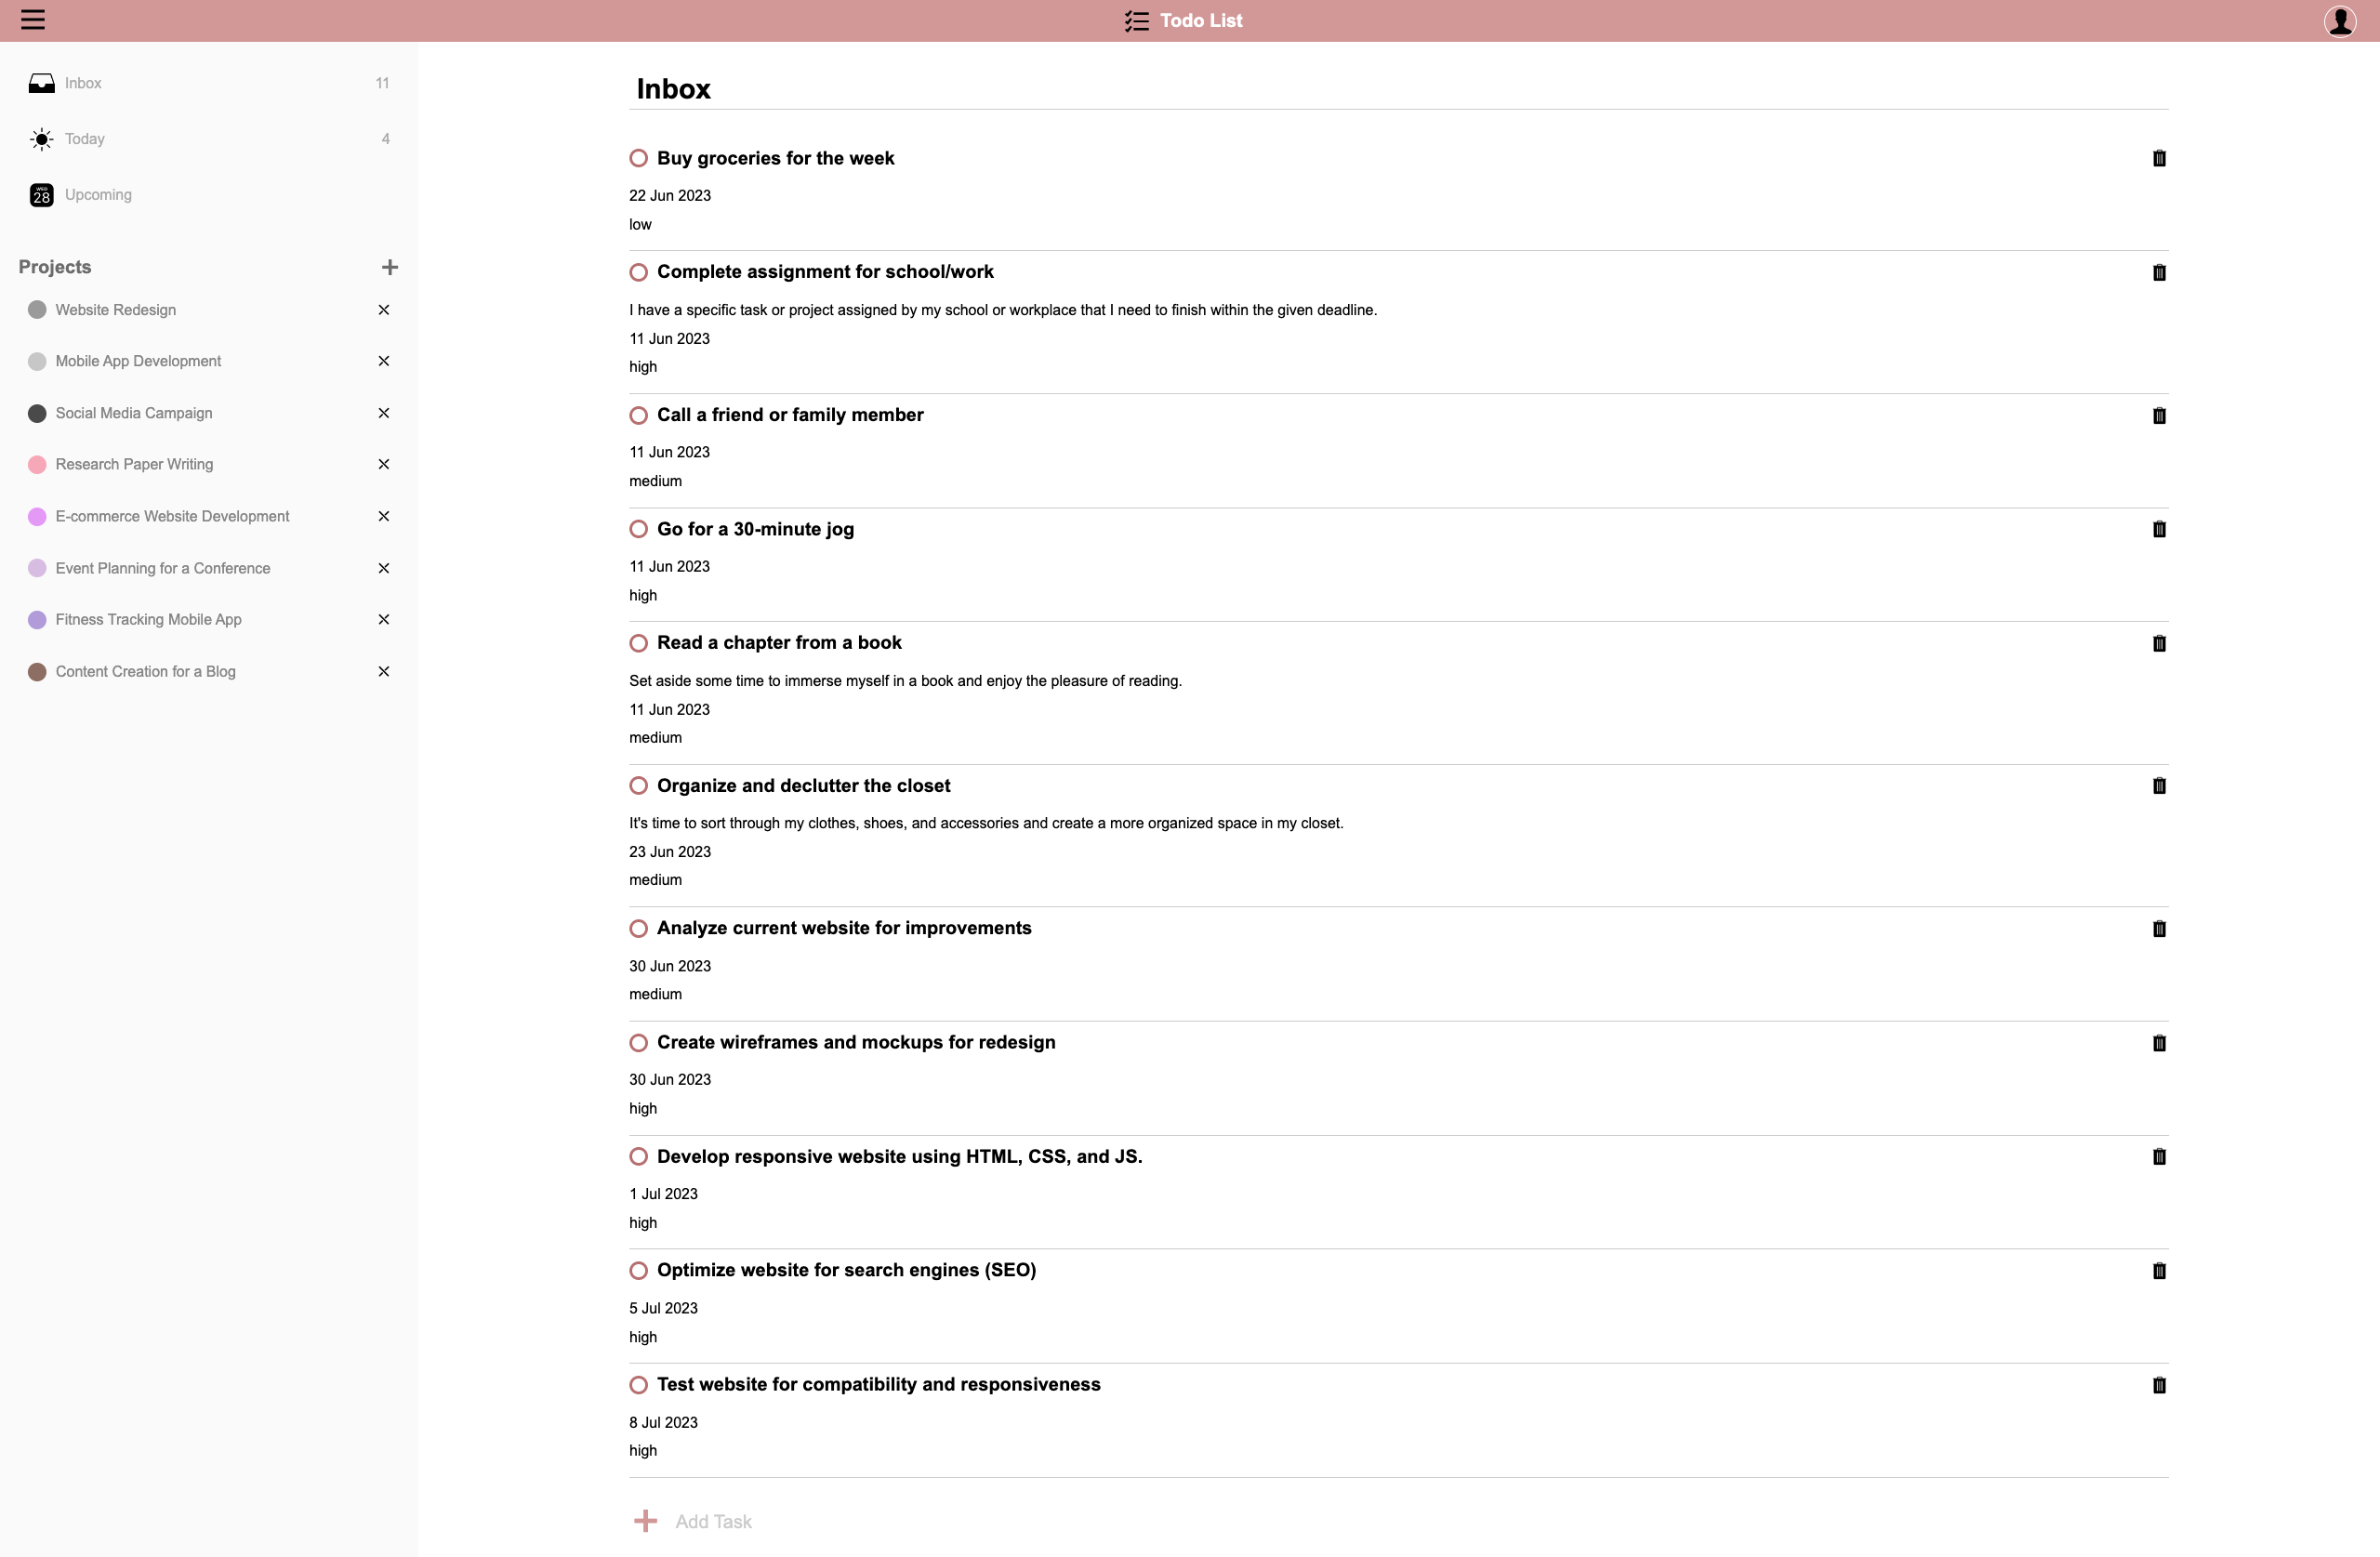 Todo List
Inbox 11
Today 4
WED
28
Upcoming
Projects
Website Redesign
Mobile App Development
Social Media Campaign
Research Paper Writing
E-commerce Website Development
Event Planning for a Conference
Fitness Tracking Mobile App
Content Creation for a Blog
Inbox
Buy groceries for the week
22 Jun 2023
low
Complete assignment for school/work
I have a specific task or project assigned by my school or workplace that I need to finish within the given deadline.
11 Jun 2023
high
Call a friend or family member
11 Jun 2023
medium
Go for a 30-minute jog
11 Jun 2023
high
Read a chapter from a book
Set aside some time to immerse myself in a book and enjoy the pleasure of reading.
11 Jun 2023
medium
Organize and declutter the closet
It's time to sort through my clothes, shoes, and accessories and create a more organized space in my closet.
23 Jun 2023
medium
Analyze current website for improvements
30 Jun 2023
medium
Create wireframes and mockups for redesign
30 Jun 2023
high
Develop responsive website using HTML, CSS, and JS.
1 Jul 2023
high
Optimize website for search engines (SEO)
5 Jul 2023
high
Test website for compatibility and responsiveness
8 Jul 2023
high
Add Task